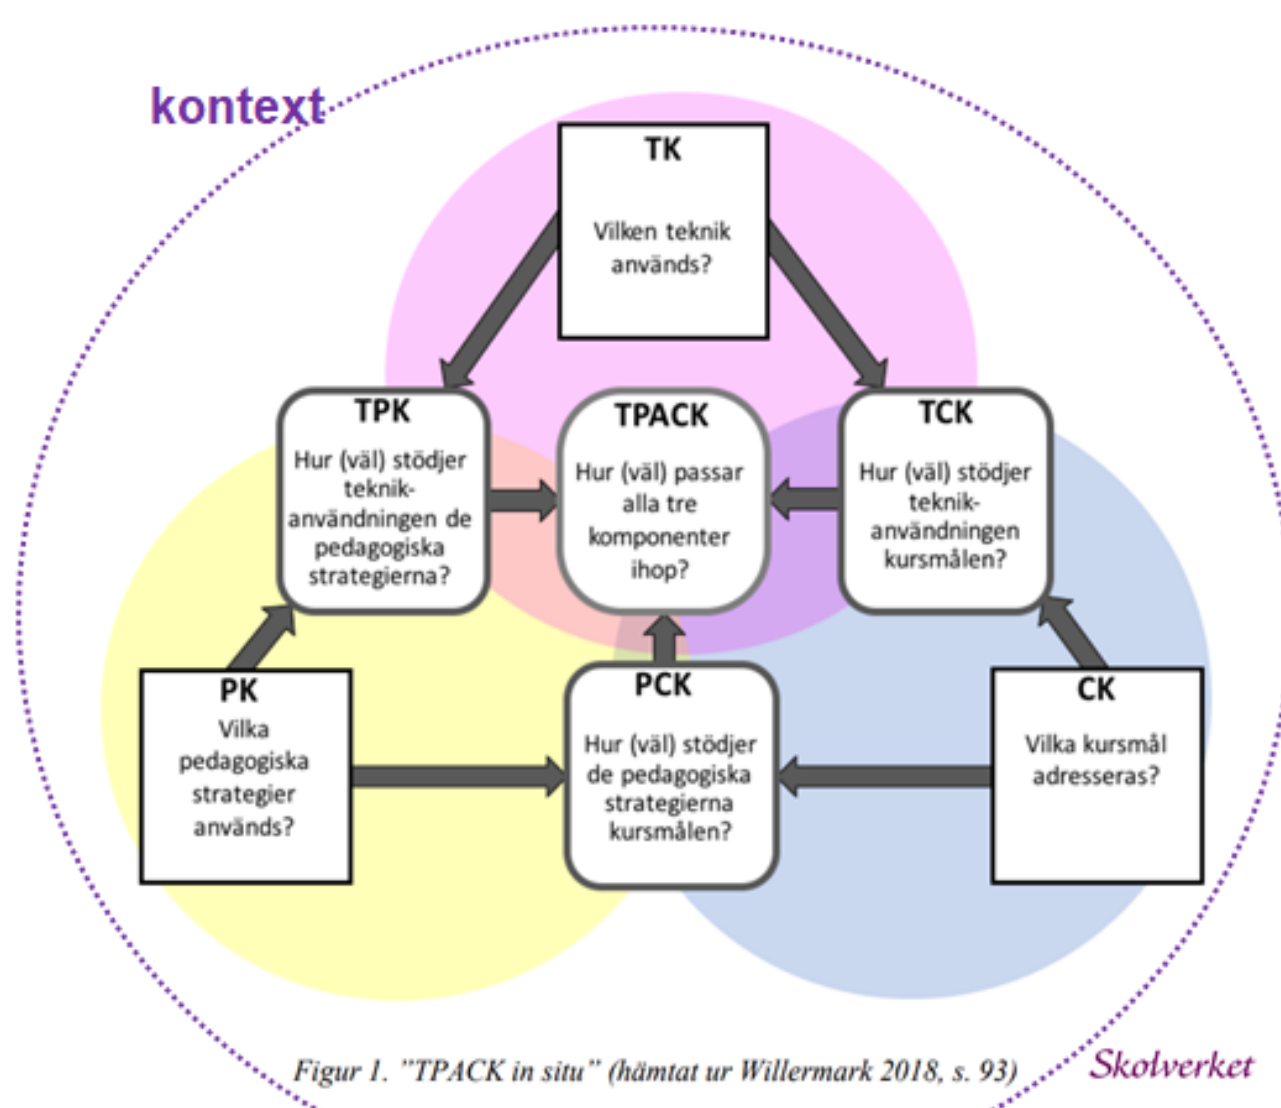 kontext
TK
Vilken teknik
används?
TPK
Hur (väl) stödjer
teknik-
användningen de
pedagogiska
strategierna?
TPACK
Hur (väl) passar
alla tre
komponenter
ihop?
TCK
Hur (väl) stödjer
teknik-
användningen
kursmålen?
PK
Vilka
pedagogiska
strategier
används?
PCK
Hur (väl) stödjer
de pedagogiska
strategierna
kursmålen?
CK
Vilka kursmål
adresseras?
Figur 1. ”TPACK in situ” (hämtat ur Willermark 2018, s. 93)
Skolverket